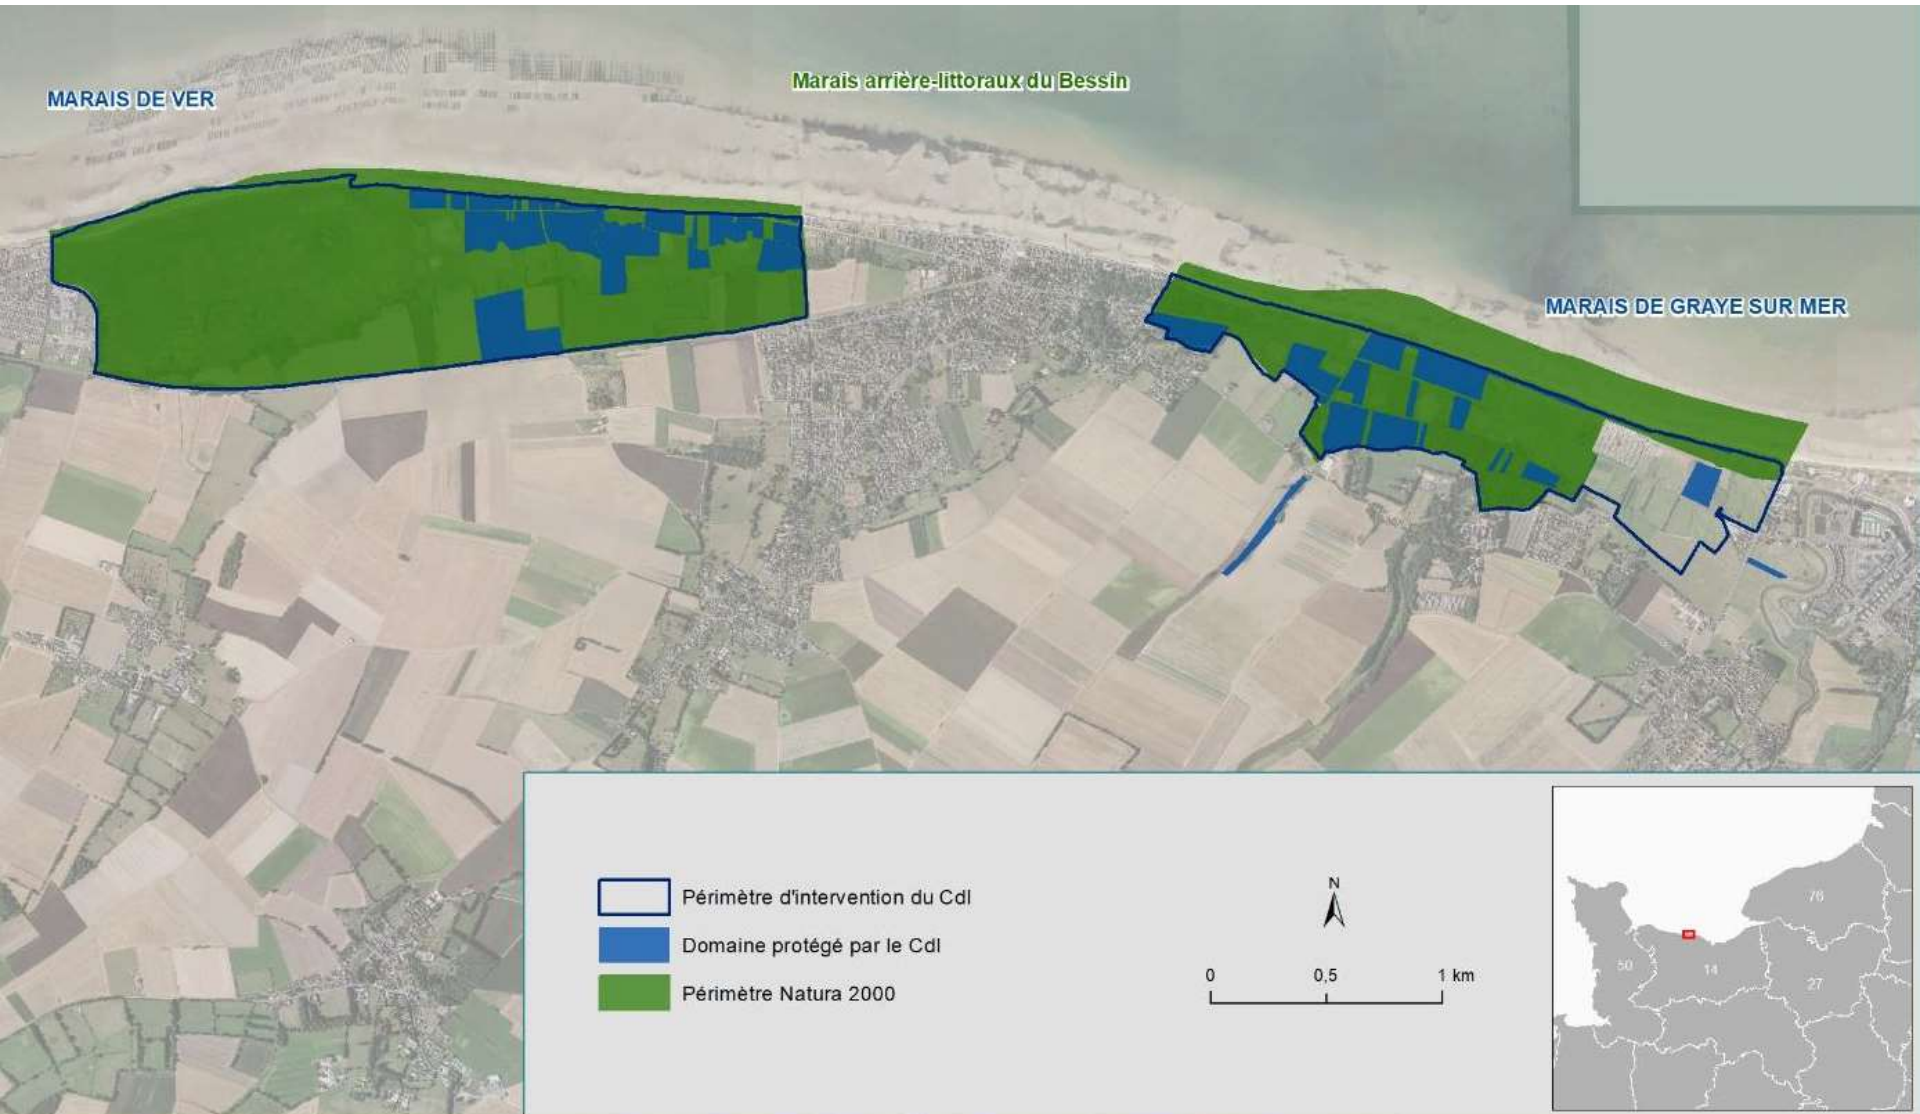 MARAIS DE VER
Marais arrière-littoraux du Bessin
MARAIS DE GRAYE SUR MER
Périmètre d'intervention du Cdl
Domaine protégé par le Cdl
Périmètre Natura 2000
N
0 0,5 1 km
76
50
14
27